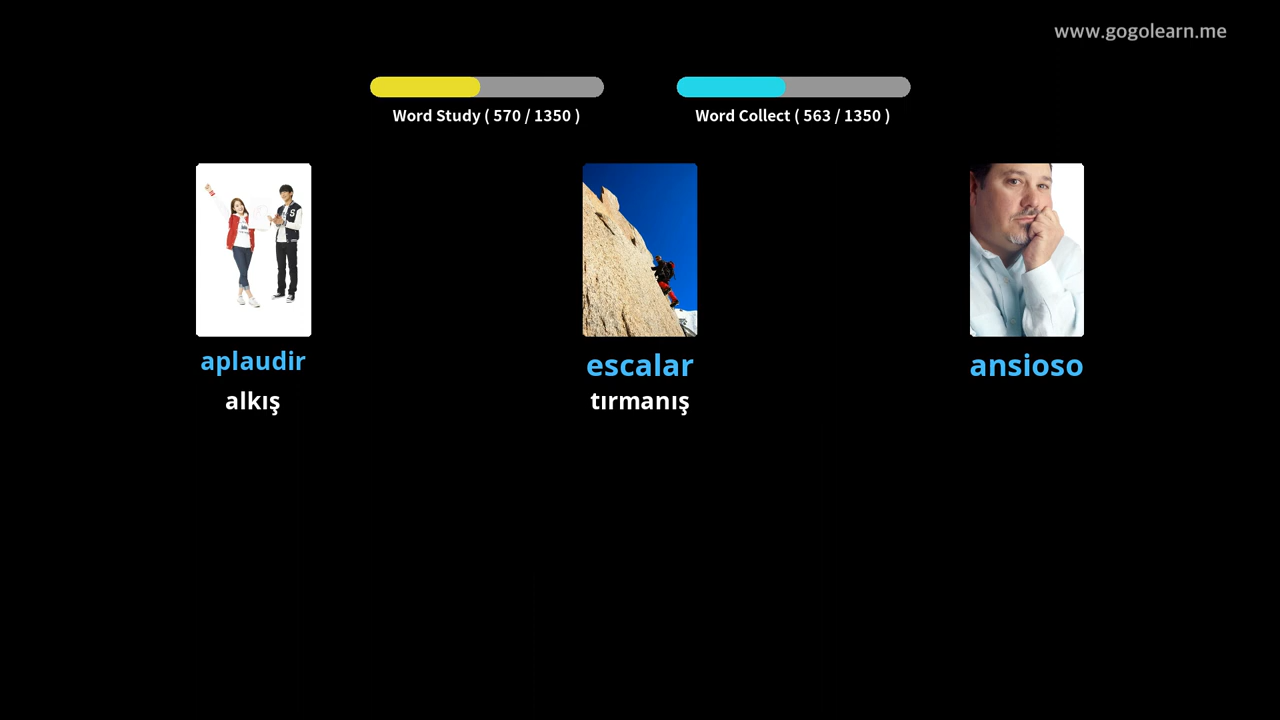 www.gogolearn.me
Word Study ( 570 / 1350 )
Word Collect ( 563 / 1350 )
aplaudir
alkış
escalar
tırmanış
ansioso